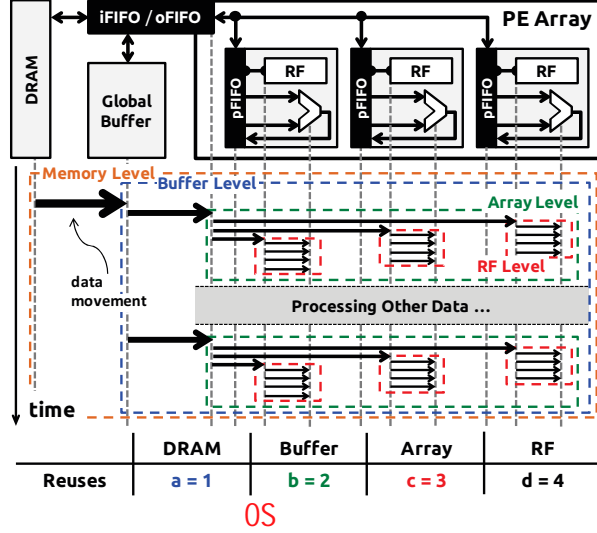 iFIFO / oFIFO
PE Array
DRAM
Global
Buffer
pFIFO
RF
pFIFO
RF
pFIFO
RF
Memory Level
Buffer Level
Array Level
RF Level
data
movement
Processing Other Data ...
time
DRAM Buffer Array RF
Reuses a = 1 b = 2 c = 3 d = 4
OS